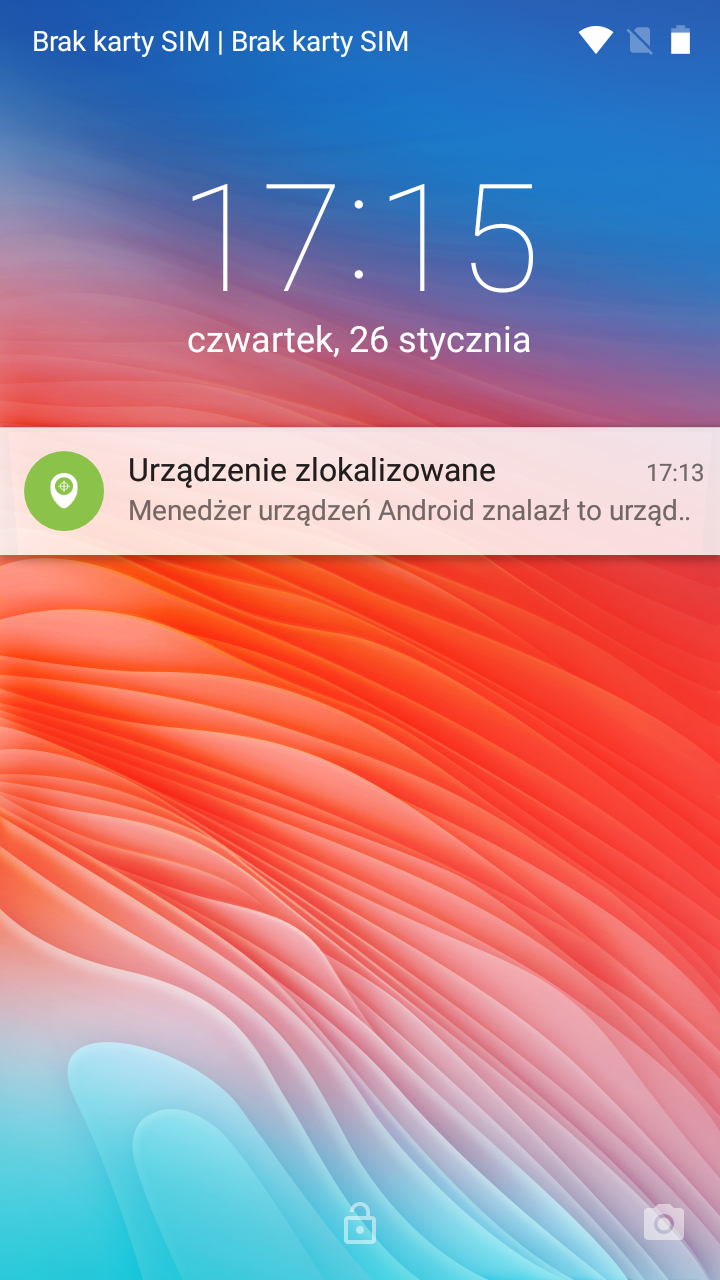 Brak karty SIM | Brak karty SIM
17:15
czwartek, 26 stycznia
Urządzenie zlokalizowane 17:13
Menedżer urządzeń Android znalazł to urząd..